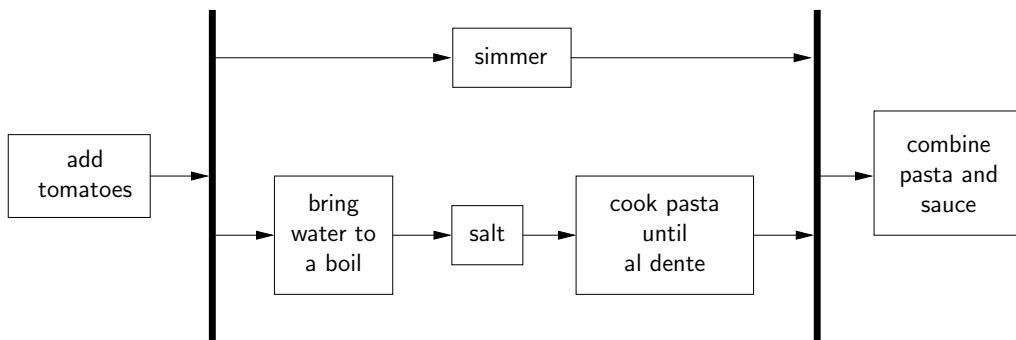 add
tomatoes
simmer
bring
water to
a boil
salt
cook pasta
until
al dente
combine
pasta and
sauce